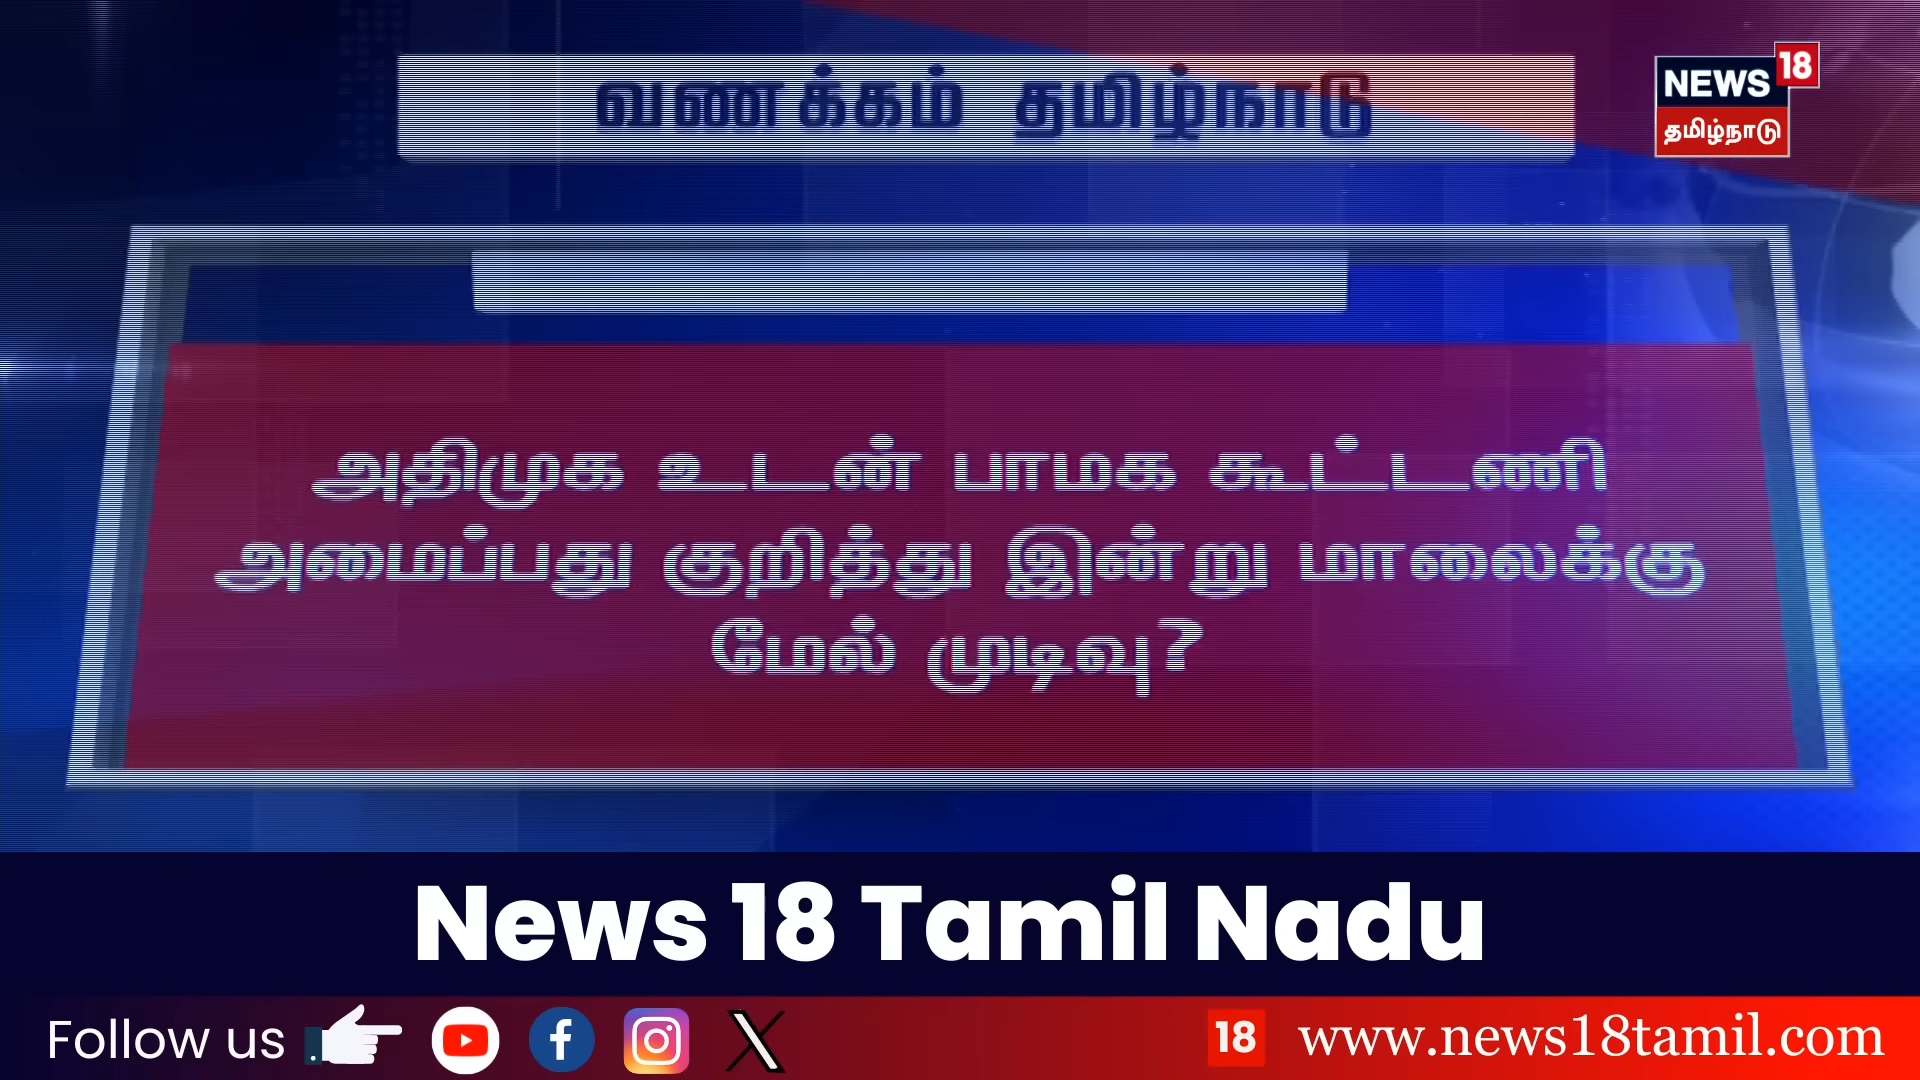 வணக்கம் தமிழ்நாடு
NEWS 18
தமிழ்நாடு
அதிமுக உடன் பாமக கூட்டணி
அமைப்பது குறித்து இன்று மாலைக்கு
மேல் முடிவு?
News 18 Tamil Nadu
Follow us
18 www.news18tamil.com